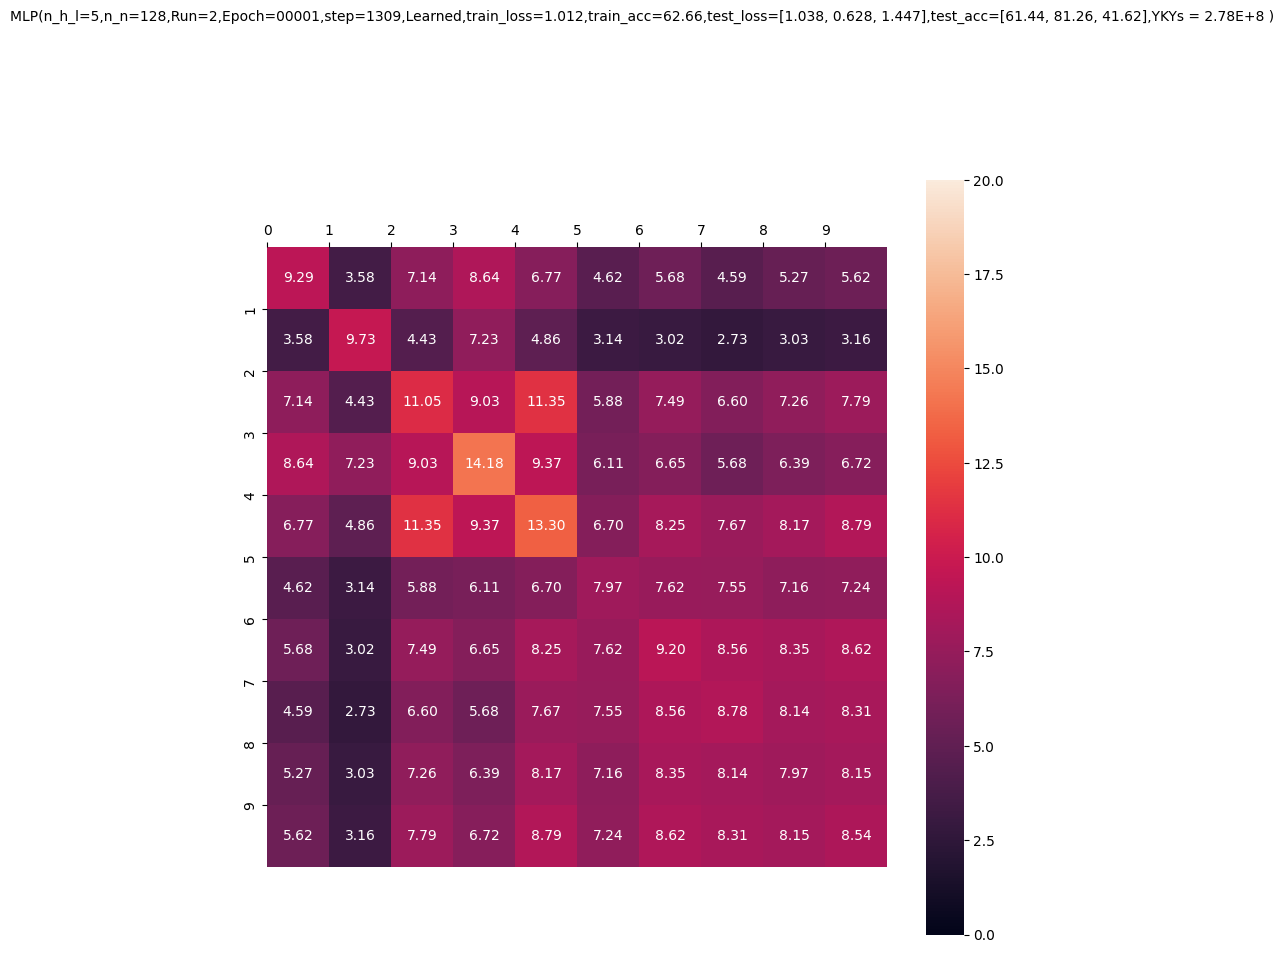 MLP(n_h_l=5,n_n=128,Run=2,Epoch=00001,step=1309,Learned,train_loss=1.012,train_acc=62.66,test_loss=[1.038, 0.628, 1.447],test_acc=[61.44, 81.26, 41.62],YKYs = 2.78E+8 )
20.0
0 1 2 3 4 5 6 7 8 9
9.29 3.58 7.14 8.64 6.77 4.62 5.68 4.59 5.27 5.62
17.5
1
3.58 9.73 4.43 7.23 4.86 3.14 3.02 2.73 3.03 3.16
15.0
2
7.14 4.43 11.05 9.03 11.35 5.88 7.49 6.60 7.26 7.79
3
12.5
8.64 7.23 9.03 14.18 9.37 6.11 6.65 5.68 6.39 6.72
4
6.77 4.86 11.35 9.37 13.30 6.70 8.25 7.67 8.17 8.79
10.0
5
4.62 3.14 5.88 6.11 6.70 7.97 7.62 7.55 7.16 7.24
6
5.68 3.02 7.49 6.65 8.25 7.62 9.20 8.56 8.35 8.62
7.5
7
4.59 2.73 6.60 5.68 7.67 7.55 8.56 8.78 8.14 8.31
8
5.0
5.27 3.03 7.26 6.39 8.17 7.16 8.35 8.14 7.97 8.15
9
5.62 3.16 7.79 6.72 8.79 7.24 8.62 8.31 8.15 8.54
2.5
0.0